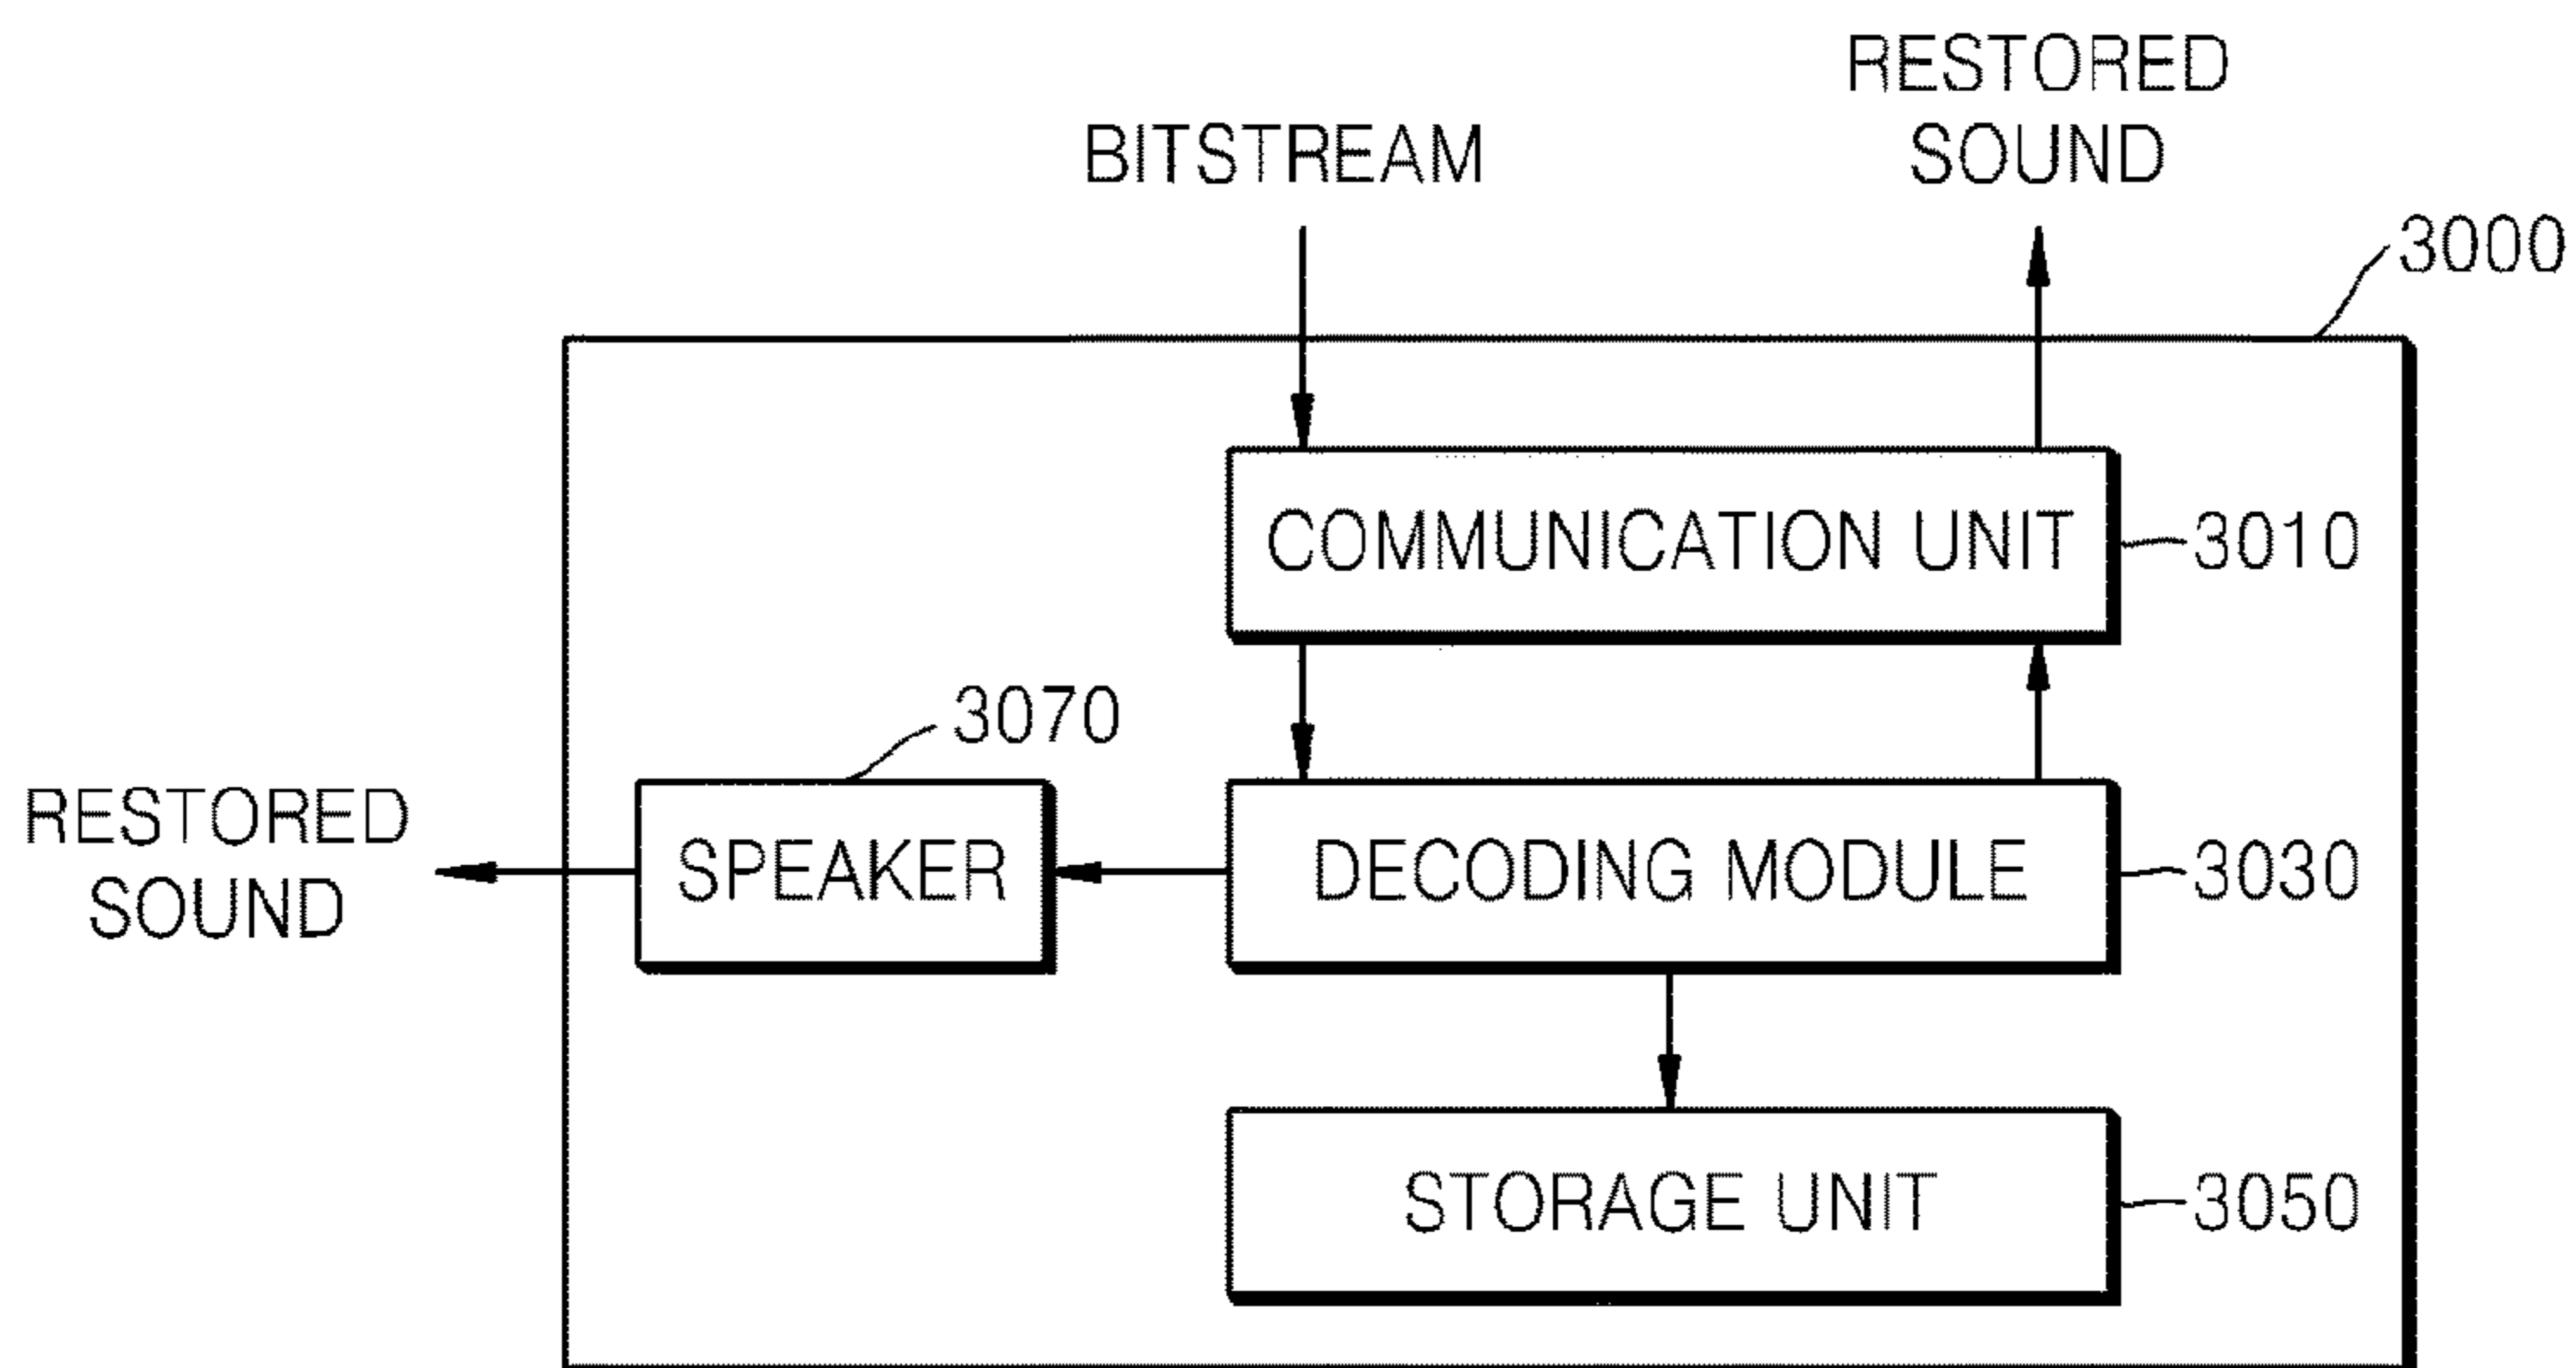 RESTORED
SOUND
BITSTREAM
3000
COMMUNICATION UNIT
3010
3070
RESTORED
SOUND
SPEAKER
DECODING MODULE
3030
STORAGE UNIT
3050